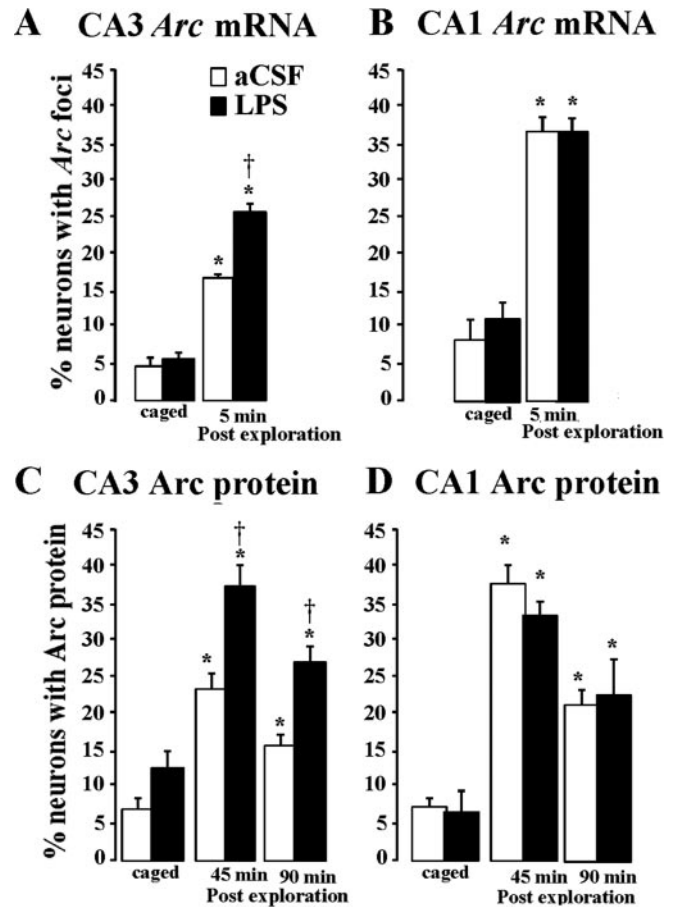 A CA3 Arc mRNA
% neurons with Arc foci
45
40
35
30
25
20
15
10
5
0
aCSF
LPS
*
†
*
caged
5 min
Post exploration
B CA1 Arc mRNA
45
40
35
30
25
20
15
10
5
0
* *
caged
5 min
Post exploration
C CA3 Arc protein
% neurons with Arc protein
45
40
35
30
25
20
15
10
5
0
*
†
*
*
†
*
caged
45 min
90 min
Post exploration
D CA1 Arc protein
45
40
35
30
25
20
15
10
5
0
*
*
*
*
caged
45 min
90 min
Post exploration